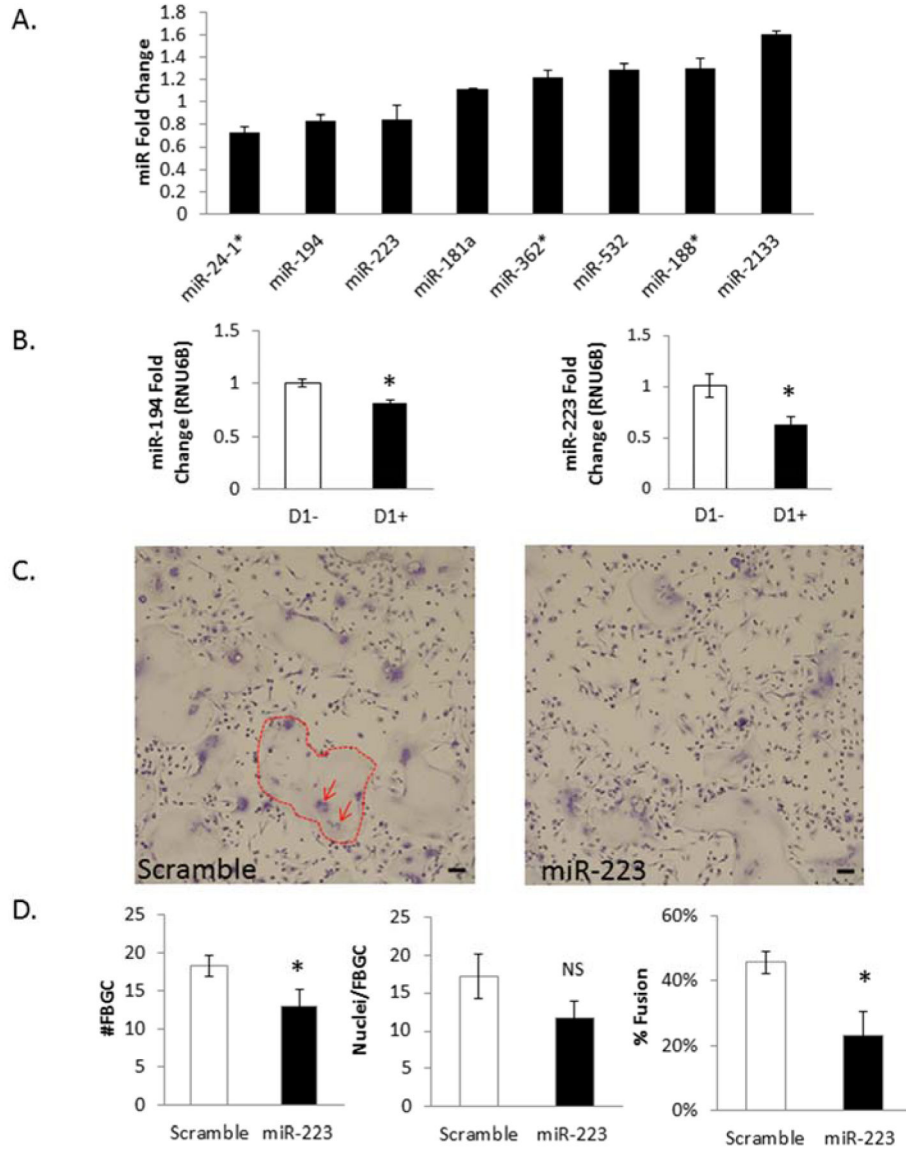 A.
miR Fold Change
1.8
1.6
1.4
1.2
1
0.8
0.6
0.4
0.2
0
miR-24-1*
miR-194
miR-223
miR-181a
miR-362*
miR-532
miR-188*
miR-2133
B.
miR-194 Fold
Change (RNU6B)
1.5
1
0.5
0
*
D1-
D1+
miR-223 Fold
Change (RNU6B)
1.5
1
0.5
0
*
D1-
D1+
C.
Scramble
miR-223
D.
#FBGC
25
20
15
10
5
0
*
Scramble
miR-223
Nuclei/FBGC
25
20
15
10
5
0
NS
Scramble
miR-223
% Fusion
60%
40%
20%
0%
*
Scramble
miR-223